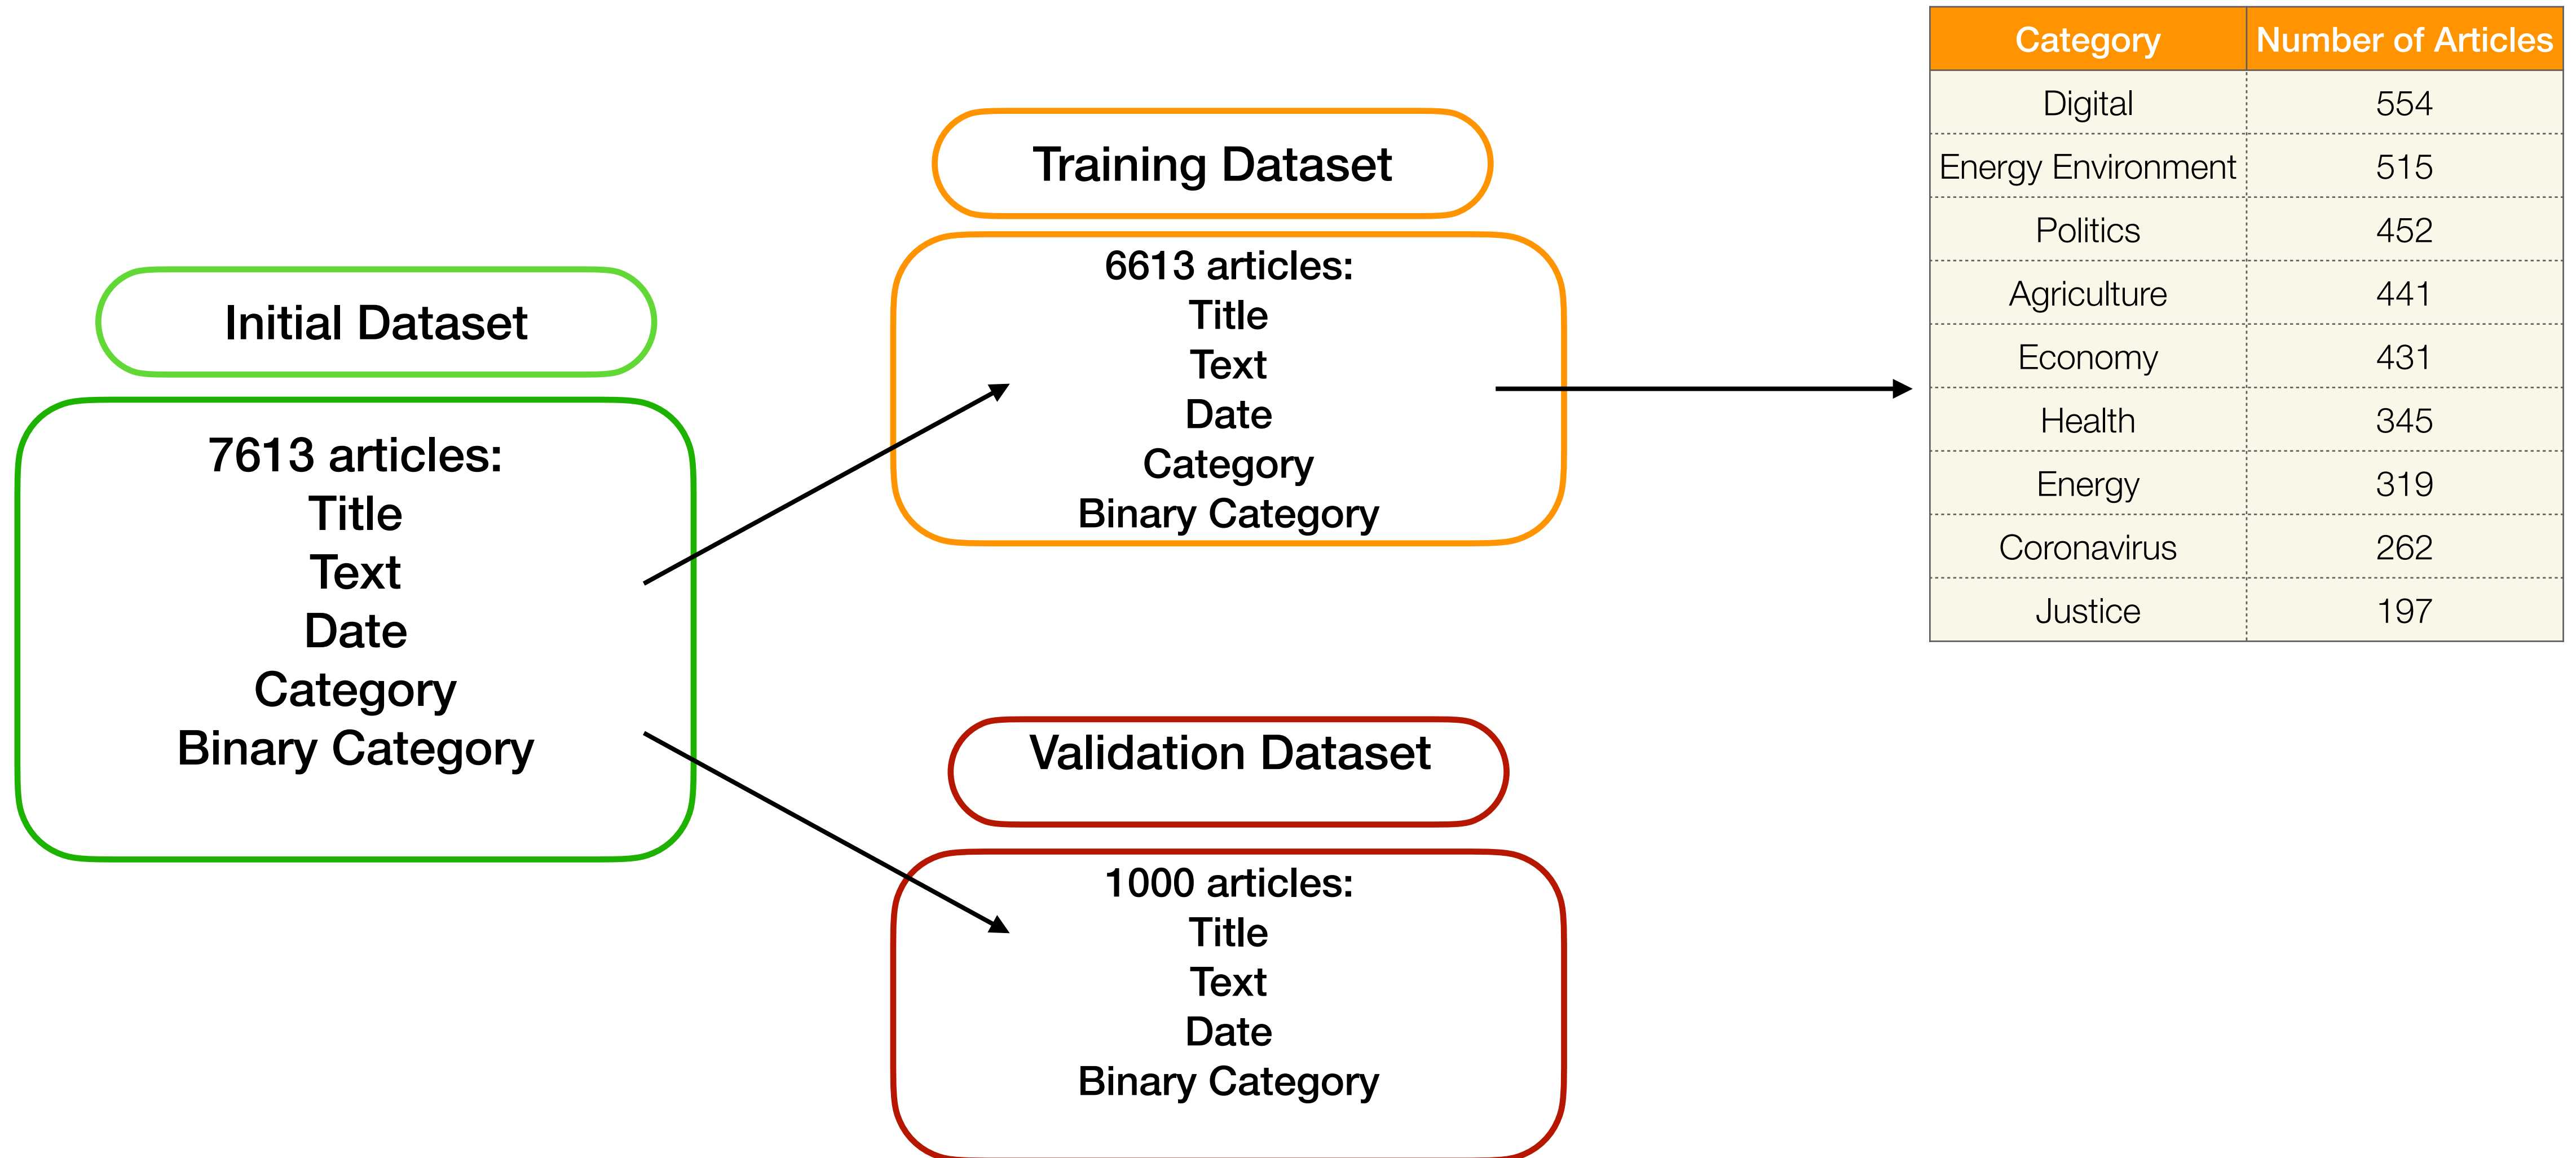 Initial Dataset
7613 articles:
Title
Text
Date
Category
Binary Category
Training Dataset
6613 articles:
Title
Text
Date
Category
Binary Category
Validation Dataset
1000 articles:
Title
Text
Date
Binary Category
Category Number of Articles
Digital 554
Energy Environment 515
Politics 452
Agriculture 441
Economy 431
Health 345
Energy 319
Coronavirus 262
Justice 197